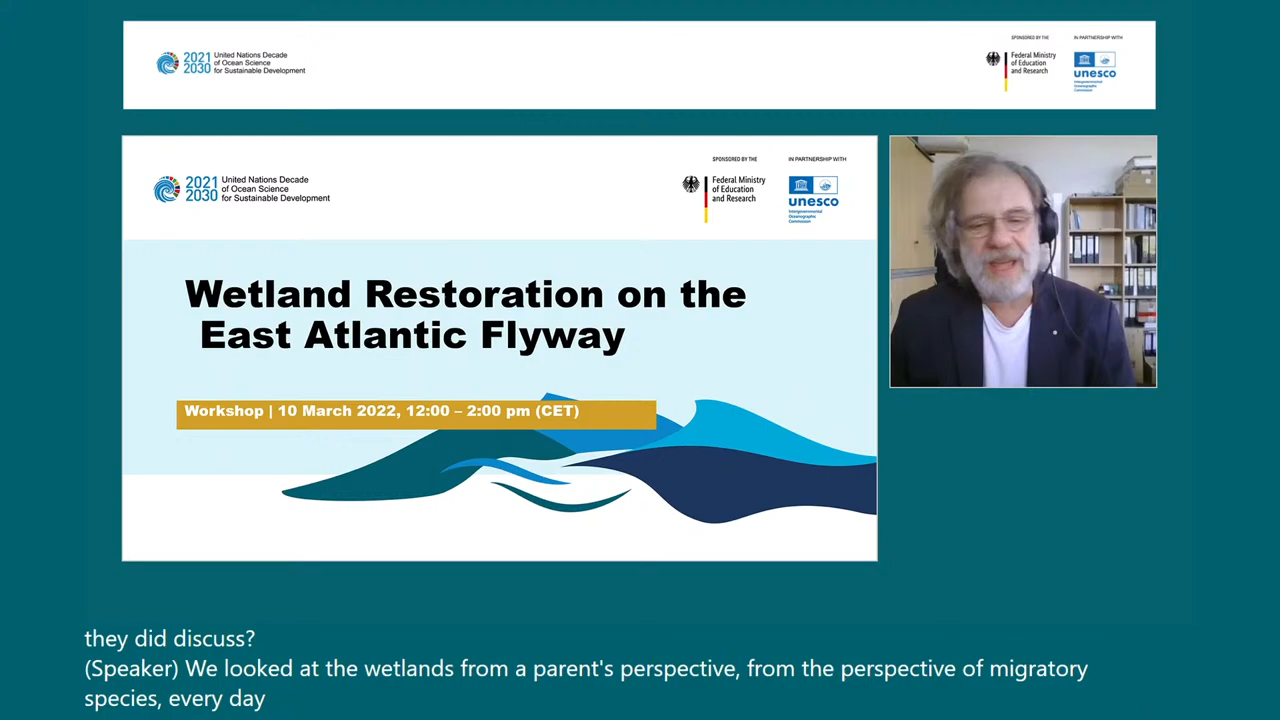 2021
2030
United Nations Decade
of Ocean Science
for Sustainable Development
SPONSORED BY THE
Federal Ministry
of Education
and Research
IN PARTNERSHIP WITH
unesco
Intergovernmental
Oceanographic
Commission
2021
2030
United Nations Decade
of Ocean Science
for Sustainable Development
SPONSORED BY THE
Federal Ministry
of Education
and Research
IN PARTNERSHIP WITH
unesco
Intergovernmental
Oceanographic
Commission
Wetland Restoration on the
East Atlantic Flyway
Workshop | 10 March 2022, 12:00 – 2:00 pm (CET)
they did discuss?
(Speaker) We looked at the wetlands from a parent's perspective, from the perspective of migratory
species, every day